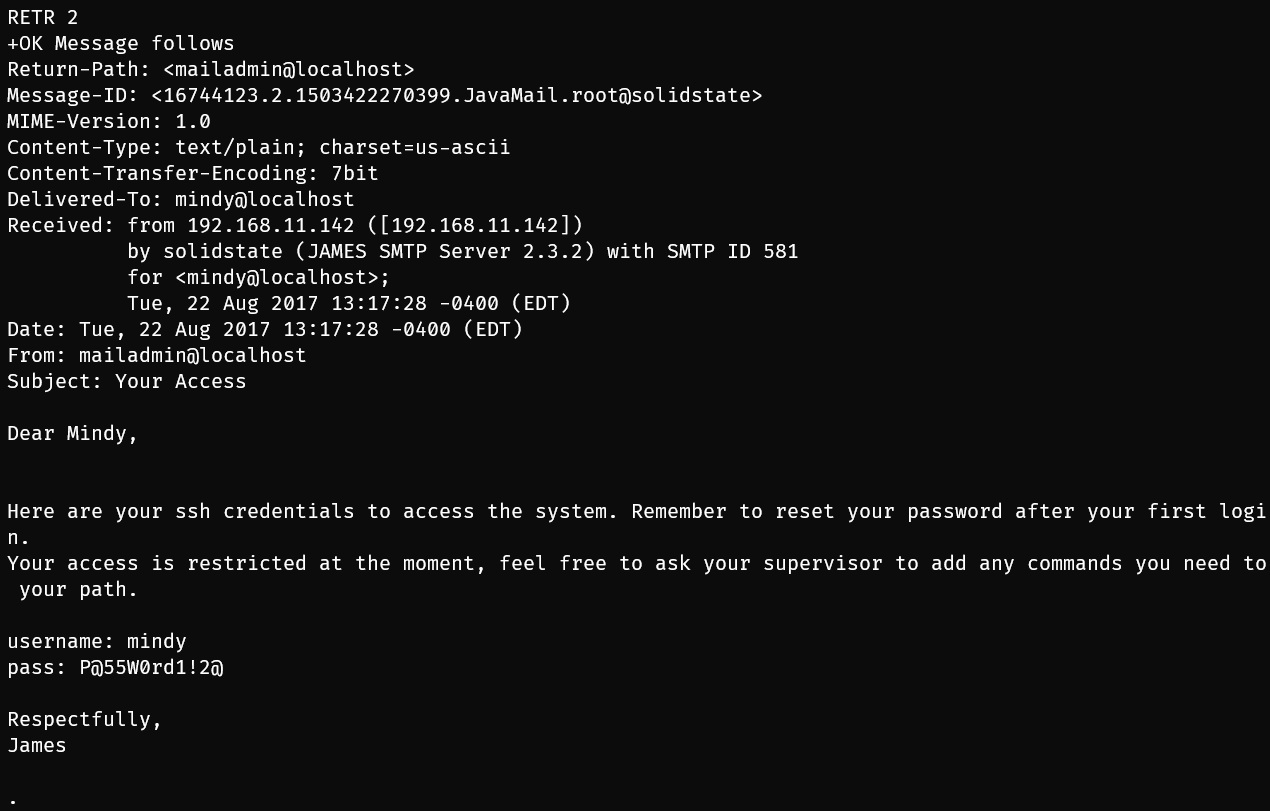 RETR 2
+OK Message follows
Return-Path: <mailadmin@localhost>
Message-ID: <16744123.2.1503422270399.JavaMail.root@solidstate>
MIME-Version: 1.0
Content-Type: text/plain; charset=us-ascii
Content-Transfer-Encoding: 7bit
Delivered-To: mindy@localhost
Received: from 192.168.11.142 ([192.168.11.142])
          by solidstate (JAMES SMTP Server 2.3.2) with SMTP ID 581
          for <mindy@localhost>;
          Tue, 22 Aug 2017 13:17:28 -0400 (EDT)
Date: Tue, 22 Aug 2017 13:17:28 -0400 (EDT)
From: mailadmin@localhost
Subject: Your Access

Dear Mindy,


Here are your ssh credentials to access the system. Remember to reset your password after your first logi
n.
Your access is restricted at the moment, feel free to ask your supervisor to add any commands you need to
 your path.

username: mindy
pass: P@55W0rd1!2@

Respectfully,
James

.